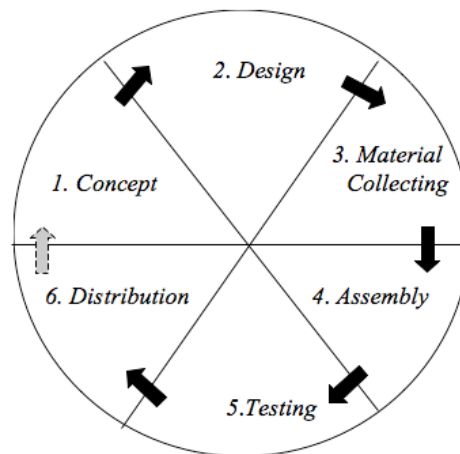 1. Concept
2. Design
3. Material
Collecting
4. Assembly
5.Testing
6. Distribution